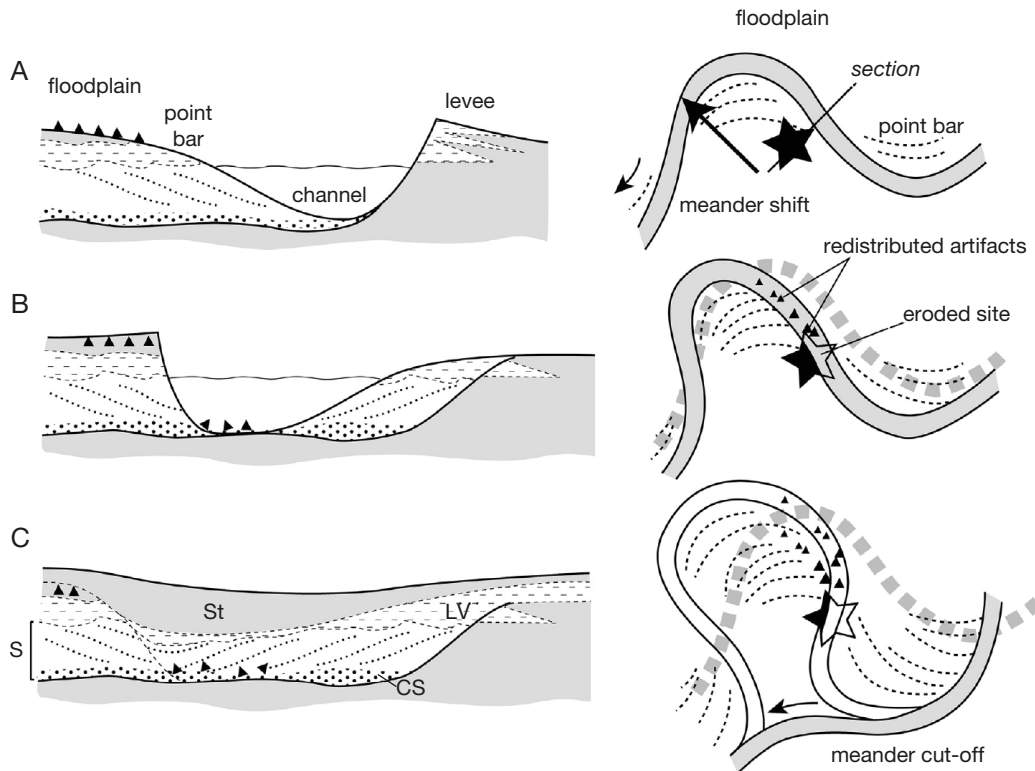 A
floodplain
point
bar
levee
channel
floodplain
section
point bar
meander shift
B
redistributed artifacts
eroded site
C
St
LV
S
CS
meander cut-off